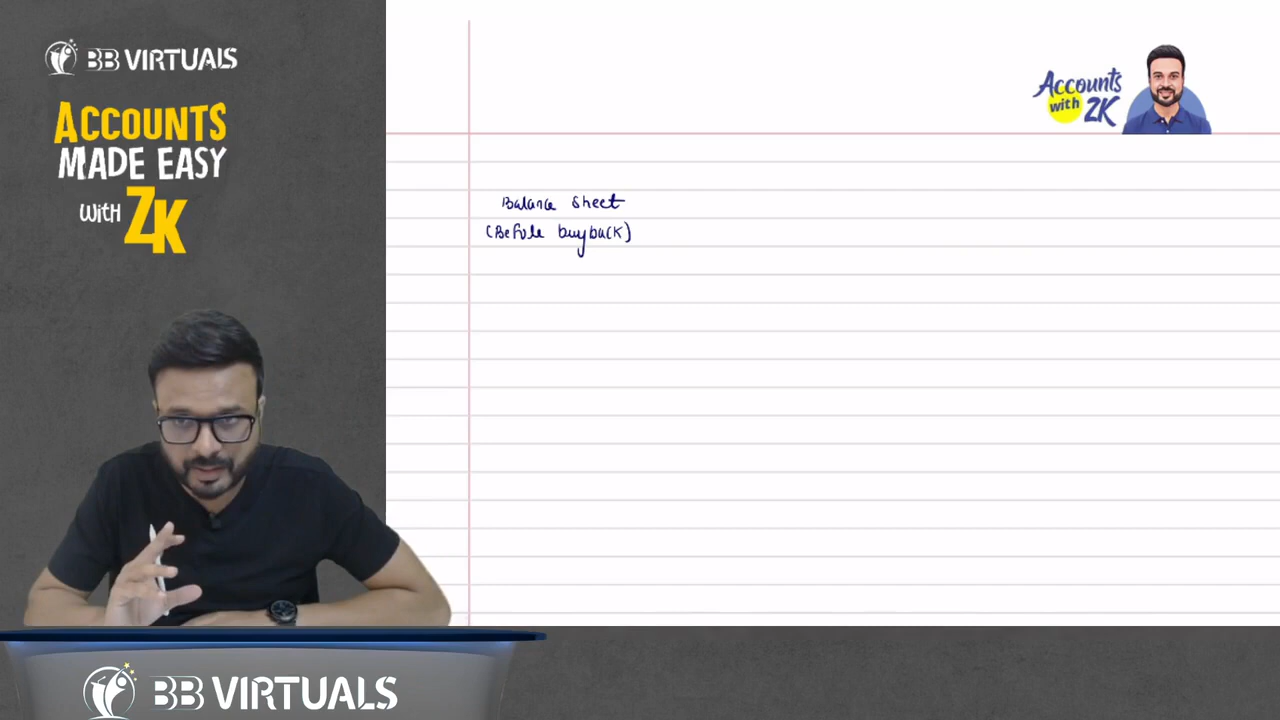 BB VIRTUALS
ACCOUNTS
MADE EASY
WITH ZK
Accounts
with ZK
Balance Sheet
(Before buyback)
BB VIRTUALS